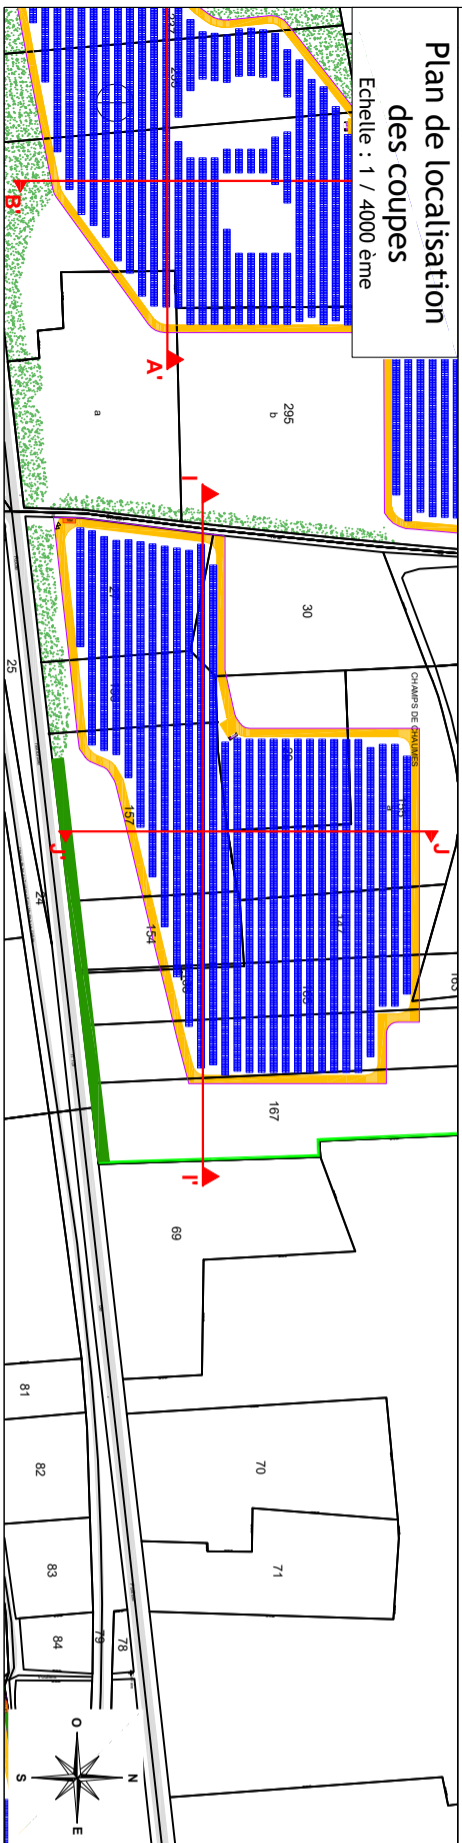 Plan de localisation
des coupes
Echelle : 1 / 4000 ème
B'
A'
a
295
b
I
30
CHAMPS DE CHAUMES
25
157
J'
J
24
154
147
167
I'
69
81
82
70
83
71
84
79
78
O
N
S
E